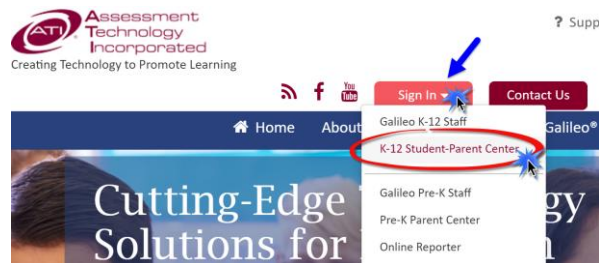 ATI
Assessment
Technology
Incorporated
Creating Technology to Promote Learning
? Supp
f You Tube
Sign In
Contact Us
Home
About
Galileo®
Galileo K-12 Staff
K-12 Student-Parent Center
Galileo Pre-K Staff
Pre-K Parent Center
Online Reporter
Cutting-Edge
gy
Solutions for